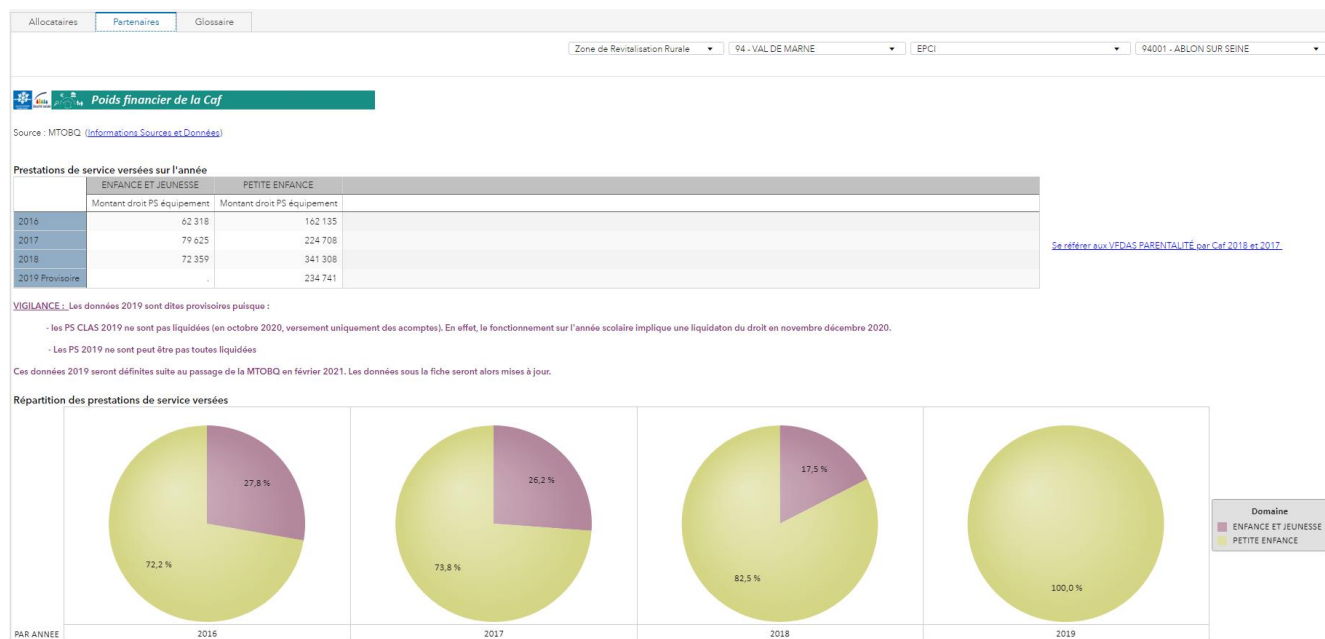 Allocataires Partenaires Glossaire
Zone de Revitalisation Rurale 94 - VAL DE MARNE EPCI 94001 - ABLON SUR SEINE
Poids financier de la Caf
Source : MTOBQ (Informations Sources et Données)
Prestations de service versées sur l'année
ENFANCE ET JEUNESSE PETITE ENFANCE
Montant droit PS équipement Montant droit PS équipement
2016 62 318 162 135
2017 79 625 224 708
2018 72 359 341 308
2019 Provisoire . 234 741
Se référer aux VFDAS PARENTALITÉ par Caf 2018 et 2017
VIGILANCE : Les données 2019 sont dites provisoires puisque :
- les PS CLAS 2019 ne sont pas liquidées (en octobre 2020, versement uniquement des acomptes). En effet, le fonctionnement sur l'année scolaire implique une liquidaton du droit en novembre décembre 2020.
- Les PS 2019 ne sont peut être pas toutes liquidées
Ces données 2019 seront définites suite au passage de la MTOBQ en février 2021. Les données sous la fiche seront alors mises à jour.
Répartition des prestations de service versées
27,8 %
72,2 %
26,2 %
73,8 %
17,5 %
82,5 %
100,0 %
Domaine
ENFANCE ET JEUNESSE
PETITE ENFANCE
PAR ANNEE 2016 2017 2018 2019